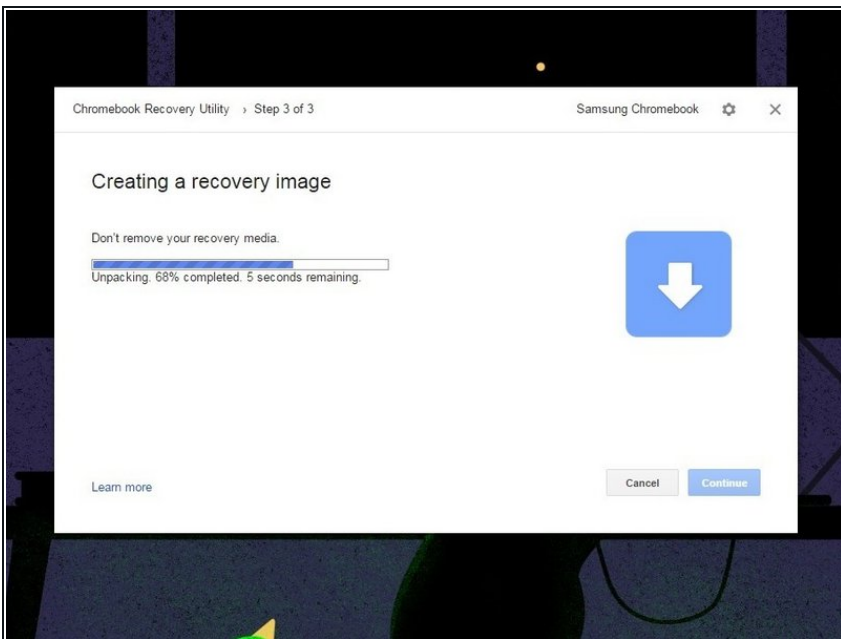 Chromebook Recovery Utility › Step 3 of 3 Samsung Chromebook
Creating a recovery image
Don't remove your recovery media.
Unpacking. 68% completed. 5 seconds remaining.
Learn more Cancel Continue